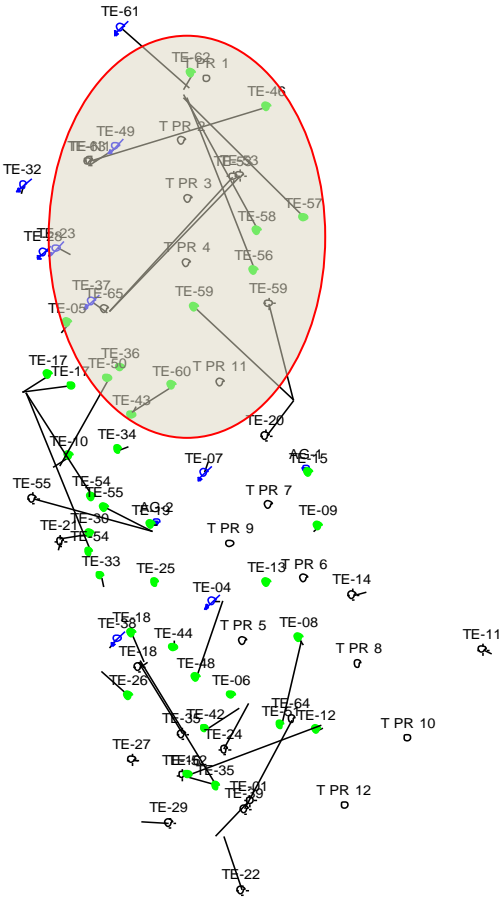 TE-61
TE-62
T PR 1
TE-46
T PR 2
TE-49
TE-63
TE-53
TE-32
T PR 3
TE-57
TE-58
TE-23
TE-28
T PR 4
TE-56
TE-37
TE-65
TE-59
TE-59
TE-05
TE-36
TE-17
TE-50
T PR 11
TE-17
TE-60
TE-43
TE-20
TE-34
TE-10
AG-1
TE-07
TE-15
TE-55
TE-54
TE-55
T PR 7
AG-2
TE-19
TE-09
TE-21
TE-30
T PR 9
TE-54
TE-33
TE-25
TE-13
T PR 6
TE-14
TE-04
TE-38
TE-18
TE-44
T PR 5
TE-08
TE-11
TE-18
TE-48
T PR 8
TE-26
TE-06
TE-64
TE-35
TE-42
TE-12
TE-24
T PR 10
TE-27
TE-35
TE-01
TE-39
T PR 12
TE-29
TE-22